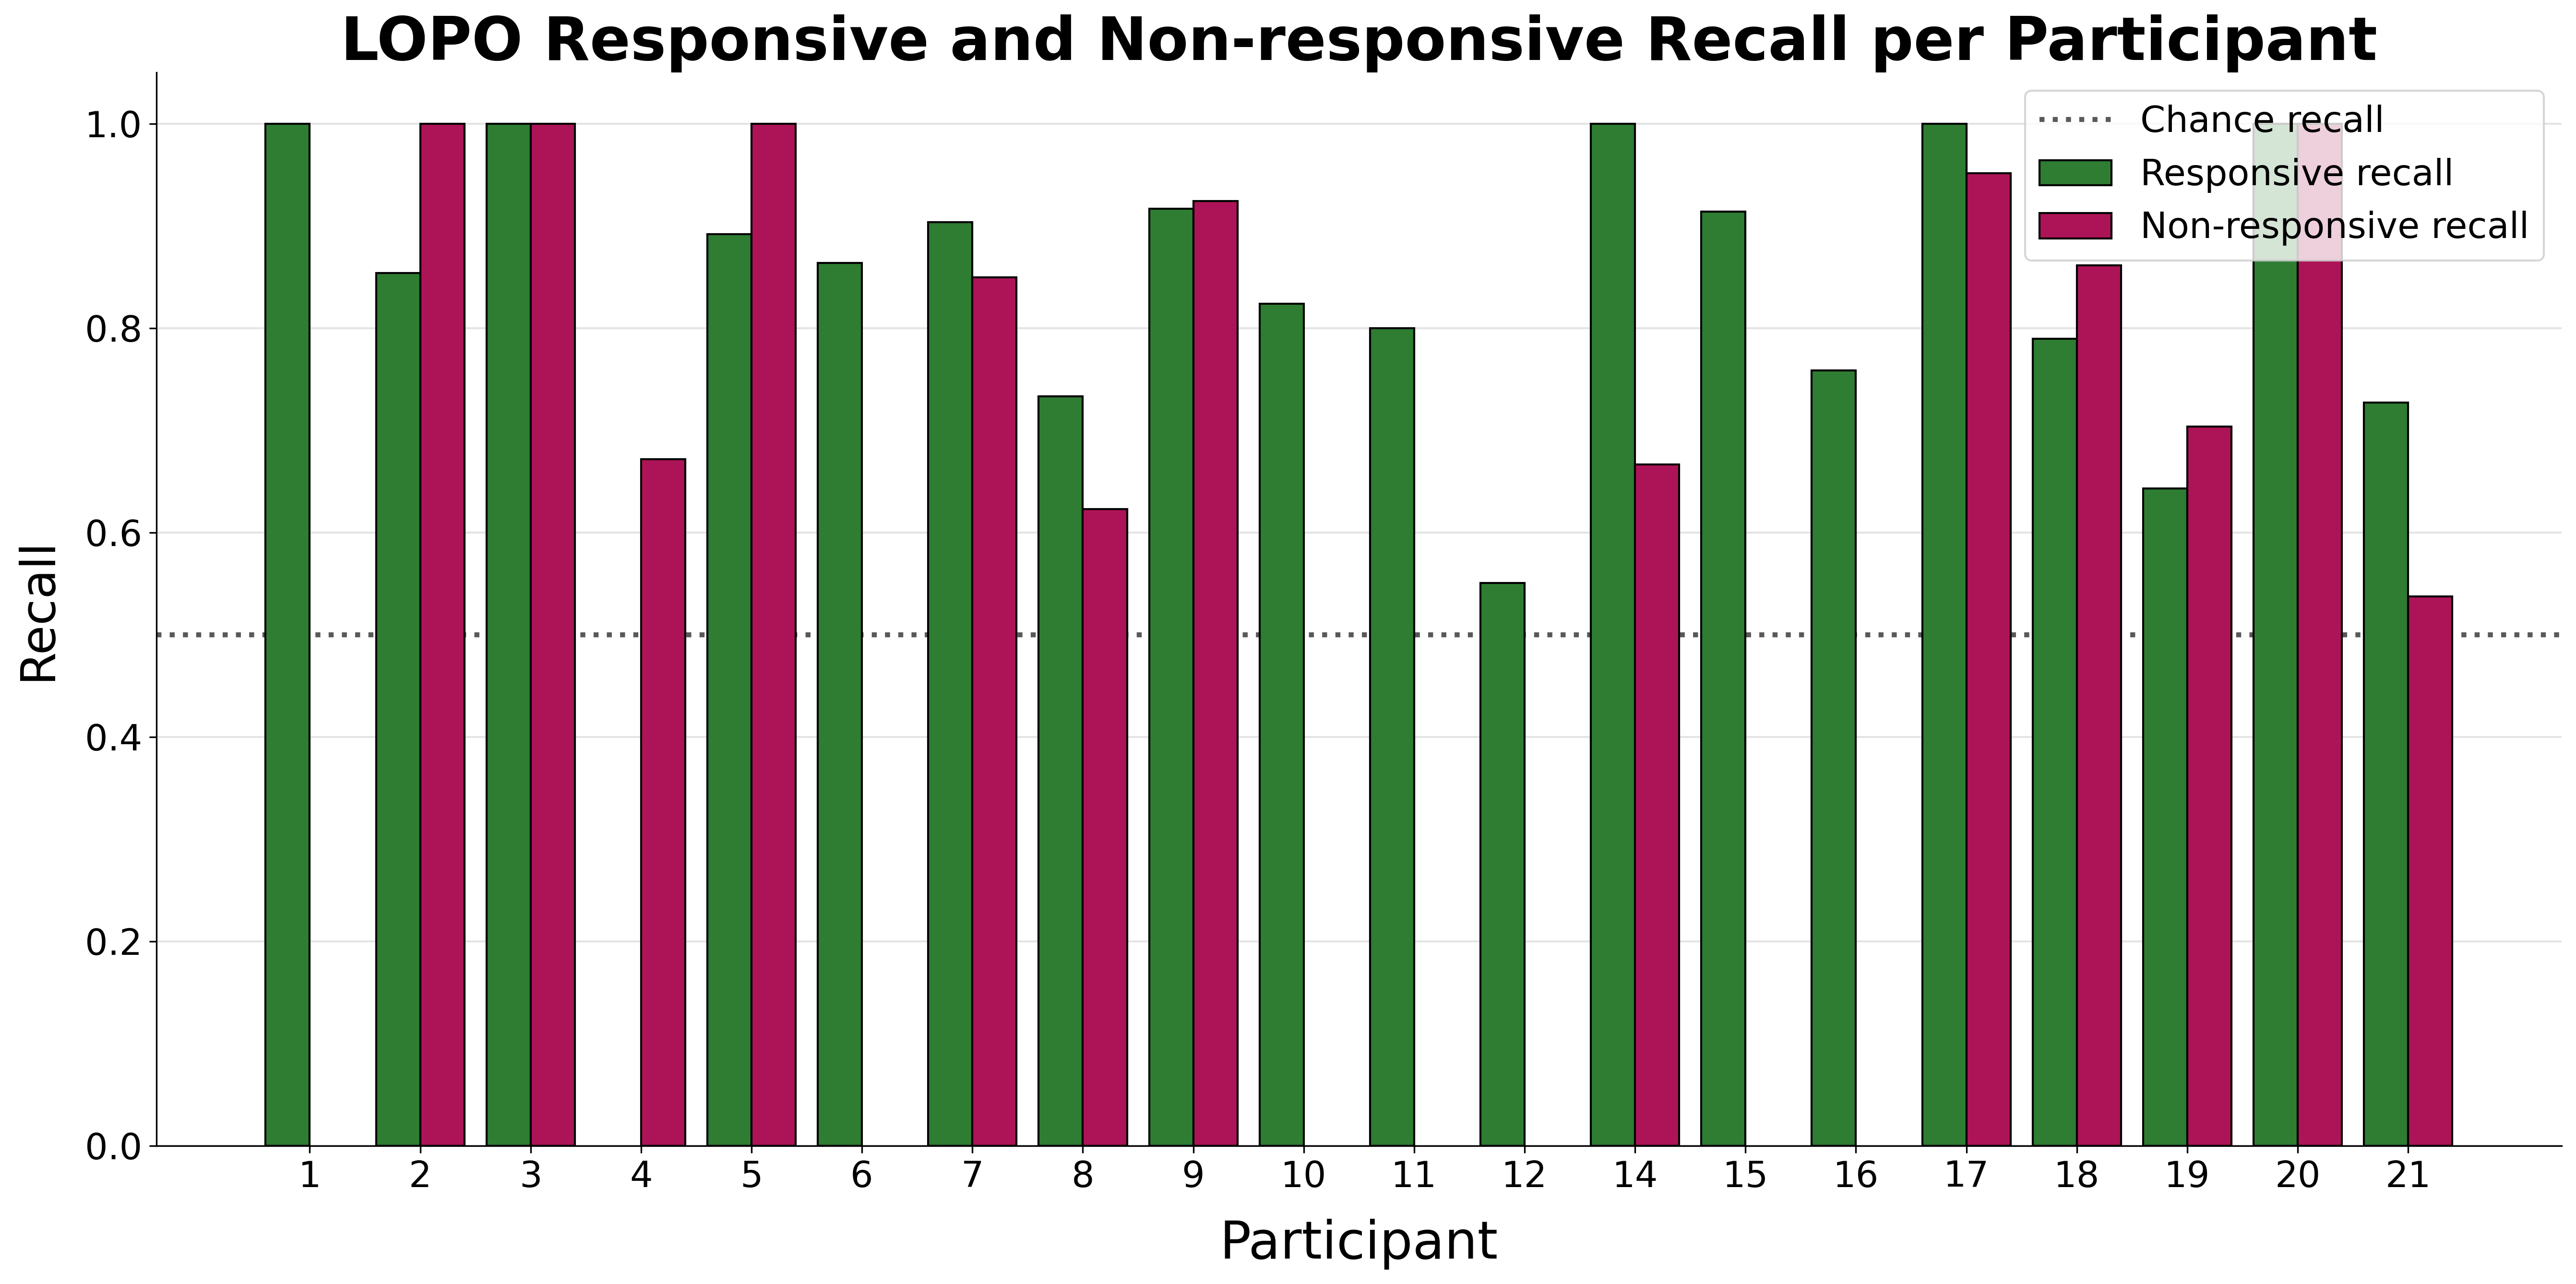 LOPO Responsive and Non-responsive Recall per Participant
Chance recall
Responsive recall
Non-responsive recall
Recall
1.0
0.8
0.6
0.4
0.2
0.0
1 2 3 4 5 6 7 8 9 10 11 12 14 15 16 17 18 19 20 21
Participant